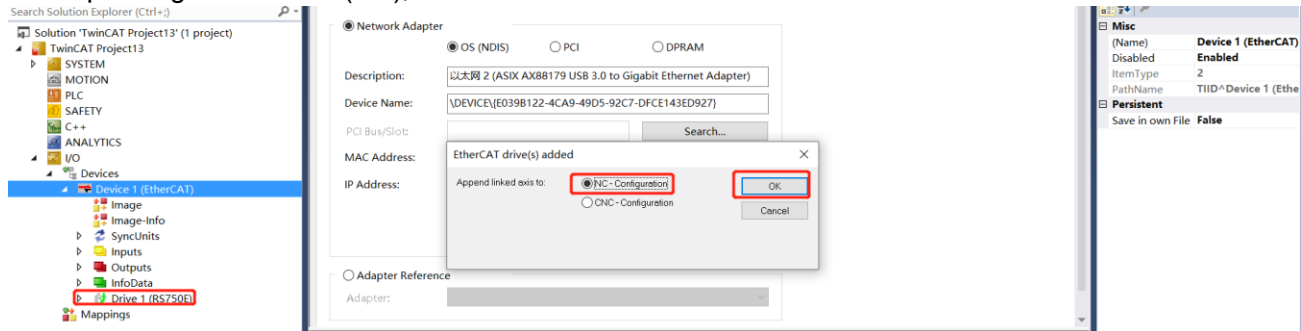 Search Solution Explorer (Ctrl+;)
Solution 'TwinCAT Project13' (1 project)
TwinCAT Project13
SYSTEM
MOTION
PLC
SAFETY
C++
ANALYTICS
I/O
Devices
Device 1 (EtherCAT)
Image
Image-Info
SyncUnits
Inputs
Outputs
InfoData
Drive 1 (RS750E)
Mappings
Network Adapter
OS (NDIS) PCI DPRAM
Description: 以太网 2 (ASIX AX88179 USB 3.0 to Gigabit Ethernet Adapter)
Device Name: \DEVICE\{E039B122-4CA9-49D5-92C7-DFCE143ED927}
PCI Bus/Slot: Search...
MAC Address:
IP Address:
EtherCAT drive(s) added
Append linked axis to: NC - Configuration OK
CNC - Configuration Cancel
Adapter Reference
Adapter:
Misc
(Name) Device 1 (EtherCAT)
Disabled Enabled
ItemType 2
PathName TIID^Device 1 (Ethe
Persistent
Save in own File False